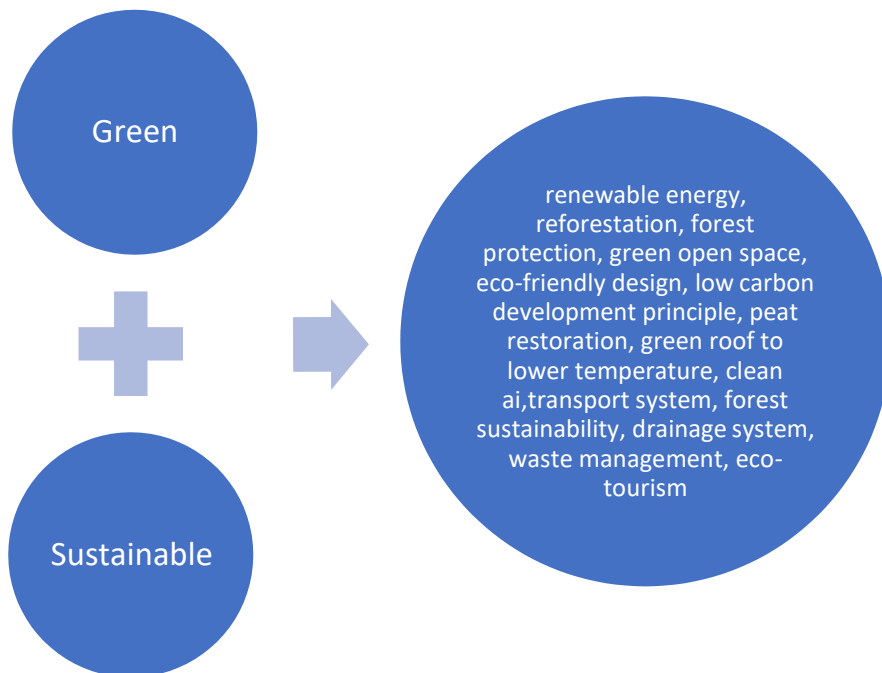 Green
Sustainable
renewable energy,
reforestation, forest
protection, green open space,
eco-friendly design, low carbon
development principle, peat
restoration, green roof to
lower temperature, clean
ai,transport system, forest
sustainability, drainage system,
waste management, eco-
tourism